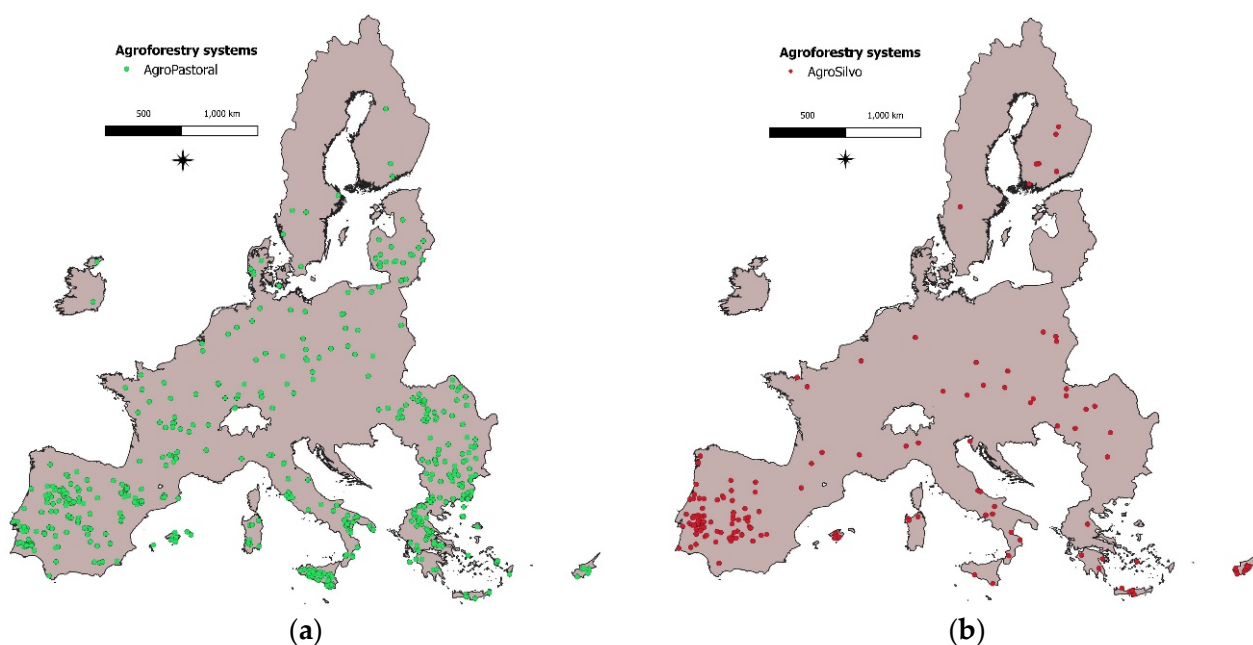 Agroforestry systems
AgroPastoral
500 1,000 km
(a)
Agroforestry systems
AgroSilvo
500 1,000 km
(b)